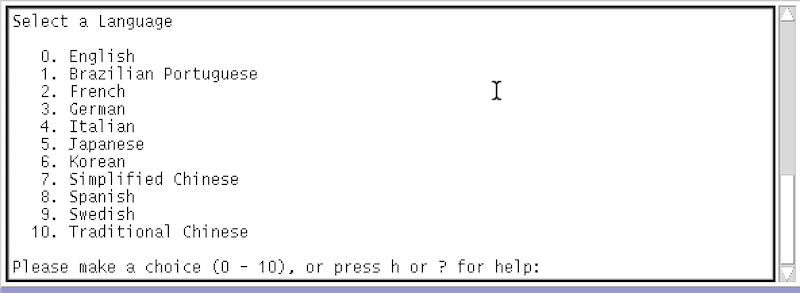 Select a Language
0. English
1. Brazilian Portuguese
2. French
3. German
4. Italian
5. Japanese
6. Korean
7. Simplified Chinese
8. Spanish
9. Swedish
10. Traditional Chinese
Please make a choice (0 - 10), or press h or ? for help: